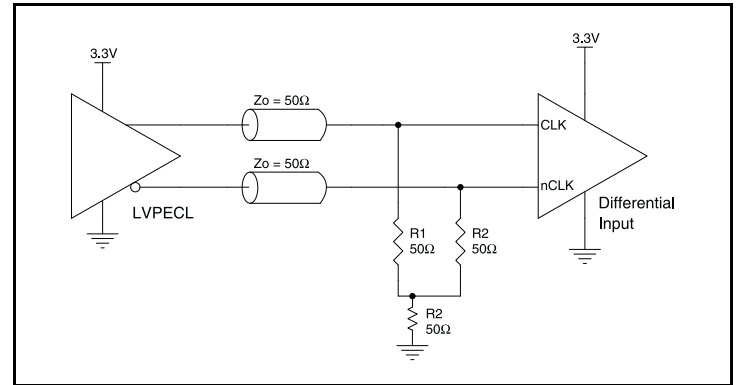 3.3V
3.3V
Zo = 50Ω
CLK
Zo = 50Ω
nCLK
LVPECL
Differential
Input
R1
50Ω
R2
50Ω
R2
50Ω